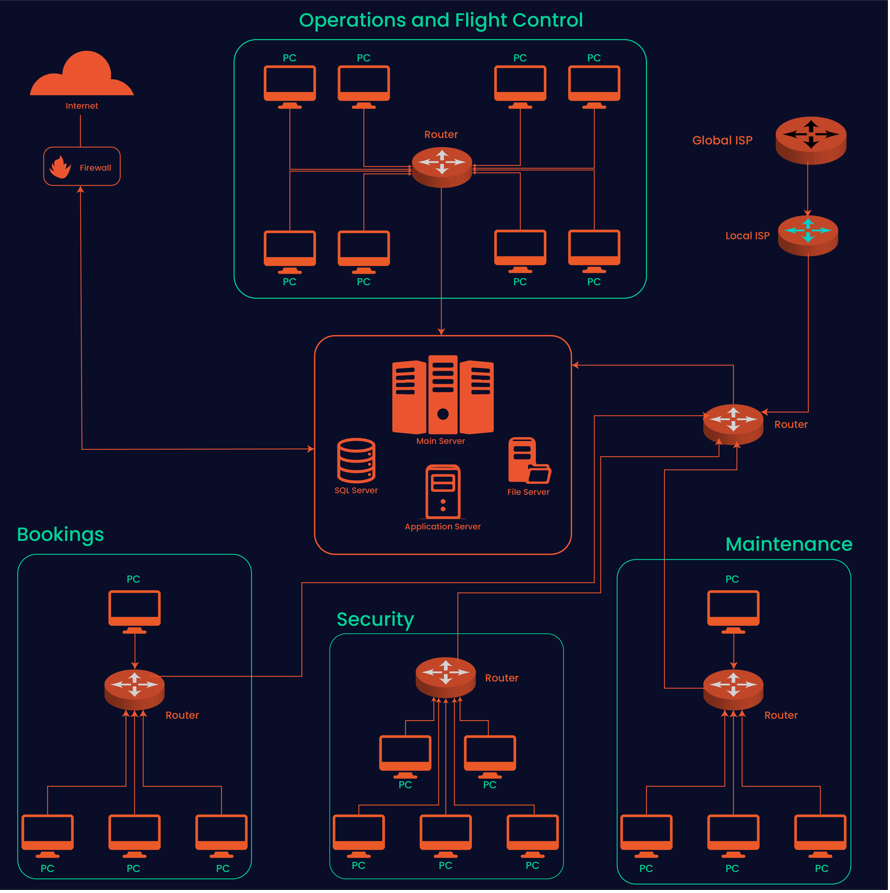 Operations and Flight Control
PC
PC
PC
PC
Internet
Router
Global ISP
Firewall
Local ISP
PC
PC
PC
PC
Router
Main Server
SQL Server
File Server
Application Server
Bookings
Maintenance
PC
PC
Security
Router
Router
Router
PC
PC
PC
PC
PC
PC
PC
PC
PC
PC
PC